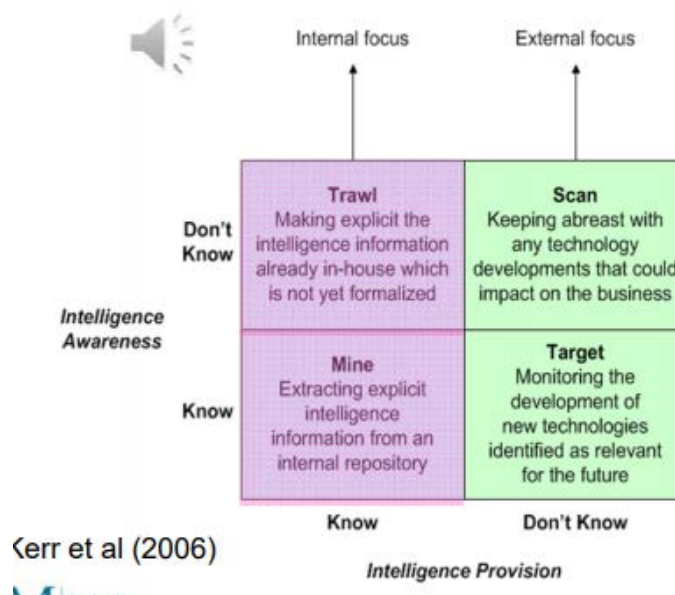 Internal focus
External focus
Trawl
Making explicit the
intelligence information
already in-house which
is not yet formalized
Scan
Keeping abreast with
any technology
developments that could
impact on the business
Don't
Know
Intelligence
Awareness
Know
Mine
Extracting explicit
intelligence
information from an
internal repository
Target
Monitoring the
development of
new technologies
identified as relevant
for the future
Know
Don't Know
Kerr et al (2006)
Intelligence Provision